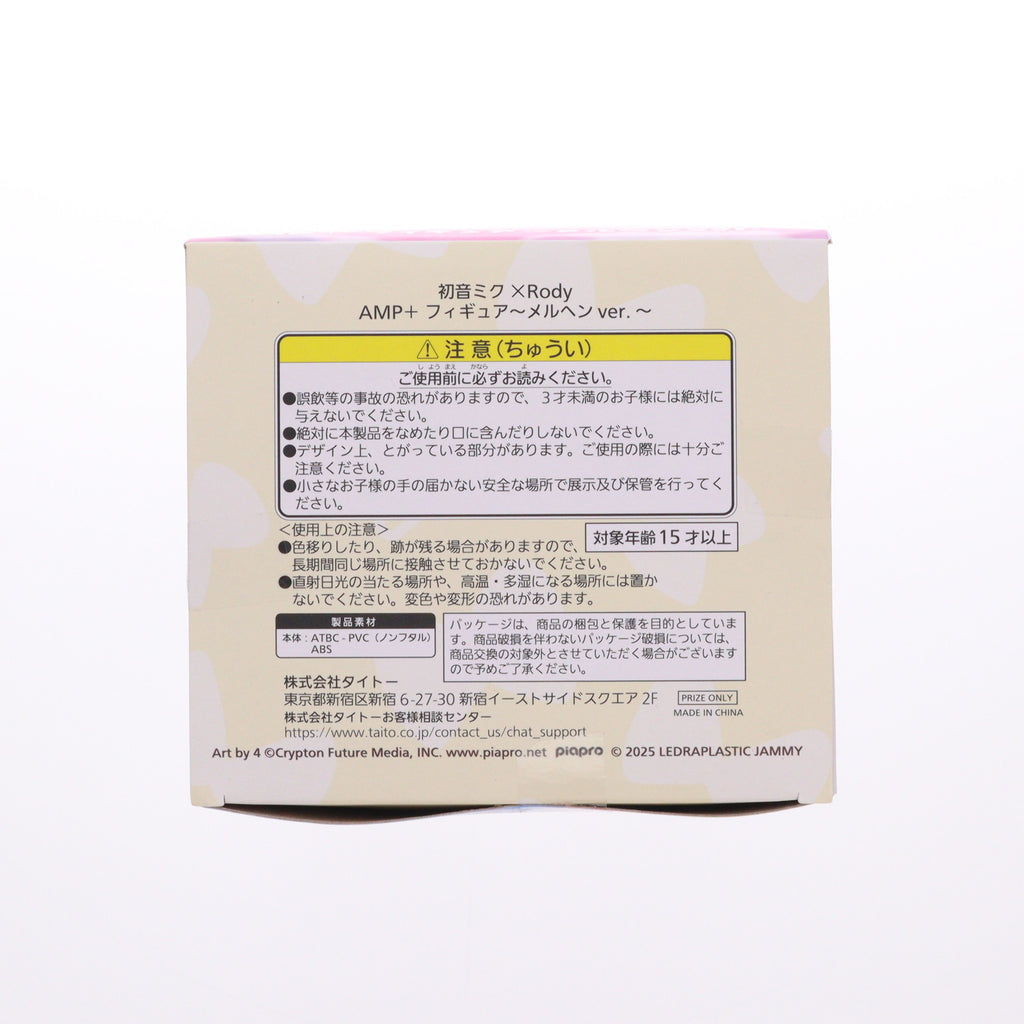 初音ミク×Rody
AMP+ フィギュア～メルヘン ver.～
⚠注意(ちゅうい)
しようまえ かなら よ
ご使用前に必ずお読みください。
●誤飲等の事故の恐れがありますので、3才未満のお子様には絶対に
与えないでください。
●絶対に本製品をなめたり口に含んだりしないでください。
●デザイン上、とがっている部分があります。ご使用の際には十分ご
注意ください。
●小さなお子様の手の届かない安全な場所で展示及び保管を行ってく
ださい。
＜使用上の注意＞
●色移りしたり、跡が残る場合がありますので、
長期間同じ場所に接触させておかないでください。
●直射日光の当たる場所や、高温・多湿になる場所には置か
ないでください。変色や変形の恐れがあります。
対象年齢15才以上
製品素材
本体：ATBC-PVC（ノンフタル）
ABS
パッケージは、商品の梱包と保護を目的としていま
す。商品破損を伴わないパッケージ破損については、
商品交換の対象外とさせていただく場合がございます
ので予めご了承ください。
株式会社タイトー
東京都新宿区新宿 6-27-30 新宿イーストサイドスクエア 2F
株式会社タイトーお客様相談センター
https://www.taito.co.jp/contact_us/chat_support
PRIZE ONLY
MADE IN CHINA
Art by 4 ©Crypton Future Media, INC. www.piapro.net piapro © 2025 LEDRAPLASTIC JAMMY